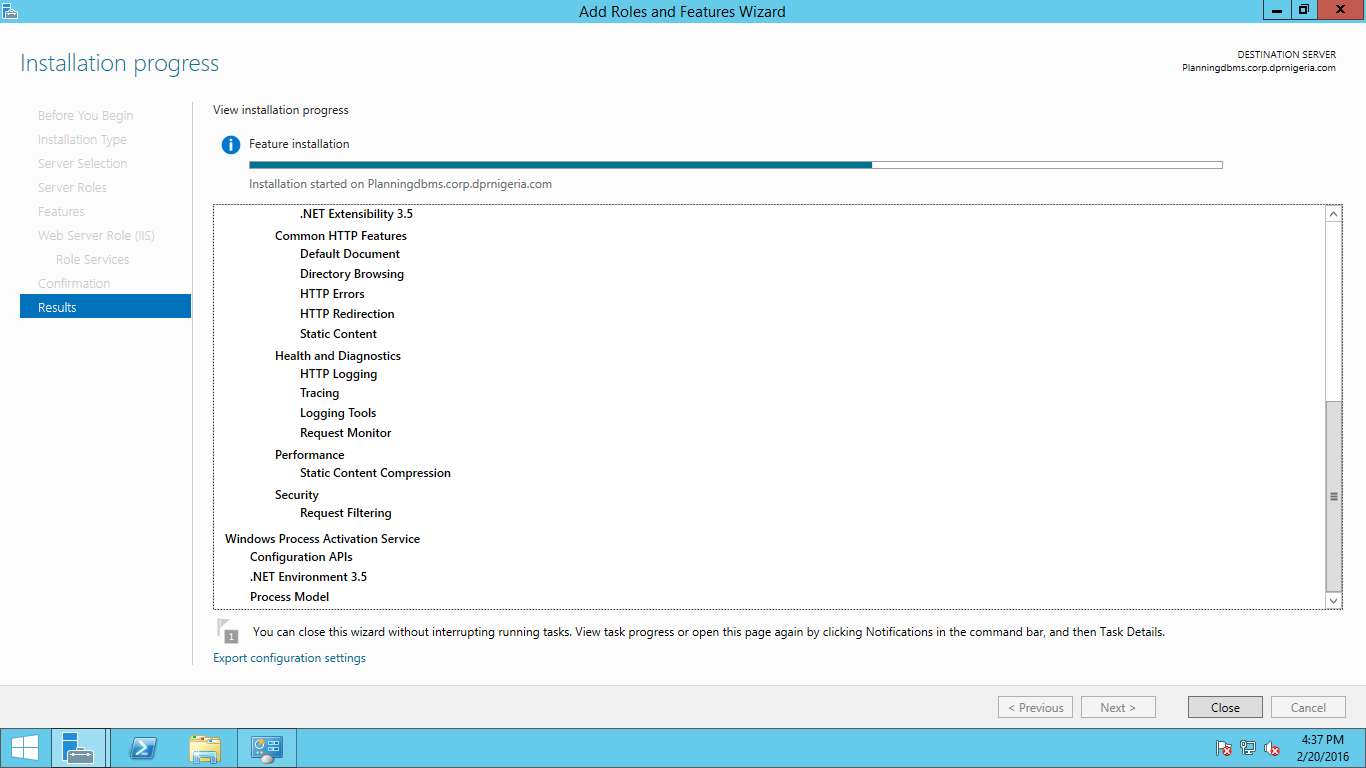 Add Roles and Features Wizard
Installation progress
DESTINATION SERVER
Planningdbms.corp.dprnigeria.com
Before You Begin
Installation Type
Server Selection
Server Roles
Features
Web Server Role (IIS)
Role Services
Confirmation
Results
View installation progress
Feature installation
Installation started on Planningdbms.corp.dprnigeria.com
.NET Extensibility 3.5
Common HTTP Features
Default Document
Directory Browsing
HTTP Errors
HTTP Redirection
Static Content
Health and Diagnostics
HTTP Logging
Tracing
Logging Tools
Request Monitor
Performance
Static Content Compression
Security
Request Filtering
Windows Process Activation Service
Configuration APIs
.NET Environment 3.5
Process Model
1
You can close this wizard without interrupting running tasks. View task progress or open this page again by clicking Notifications in the command bar, and then Task Details.
Export configuration settings
< Previous
Next >
Close
Cancel
4:37 PM
2/20/2016